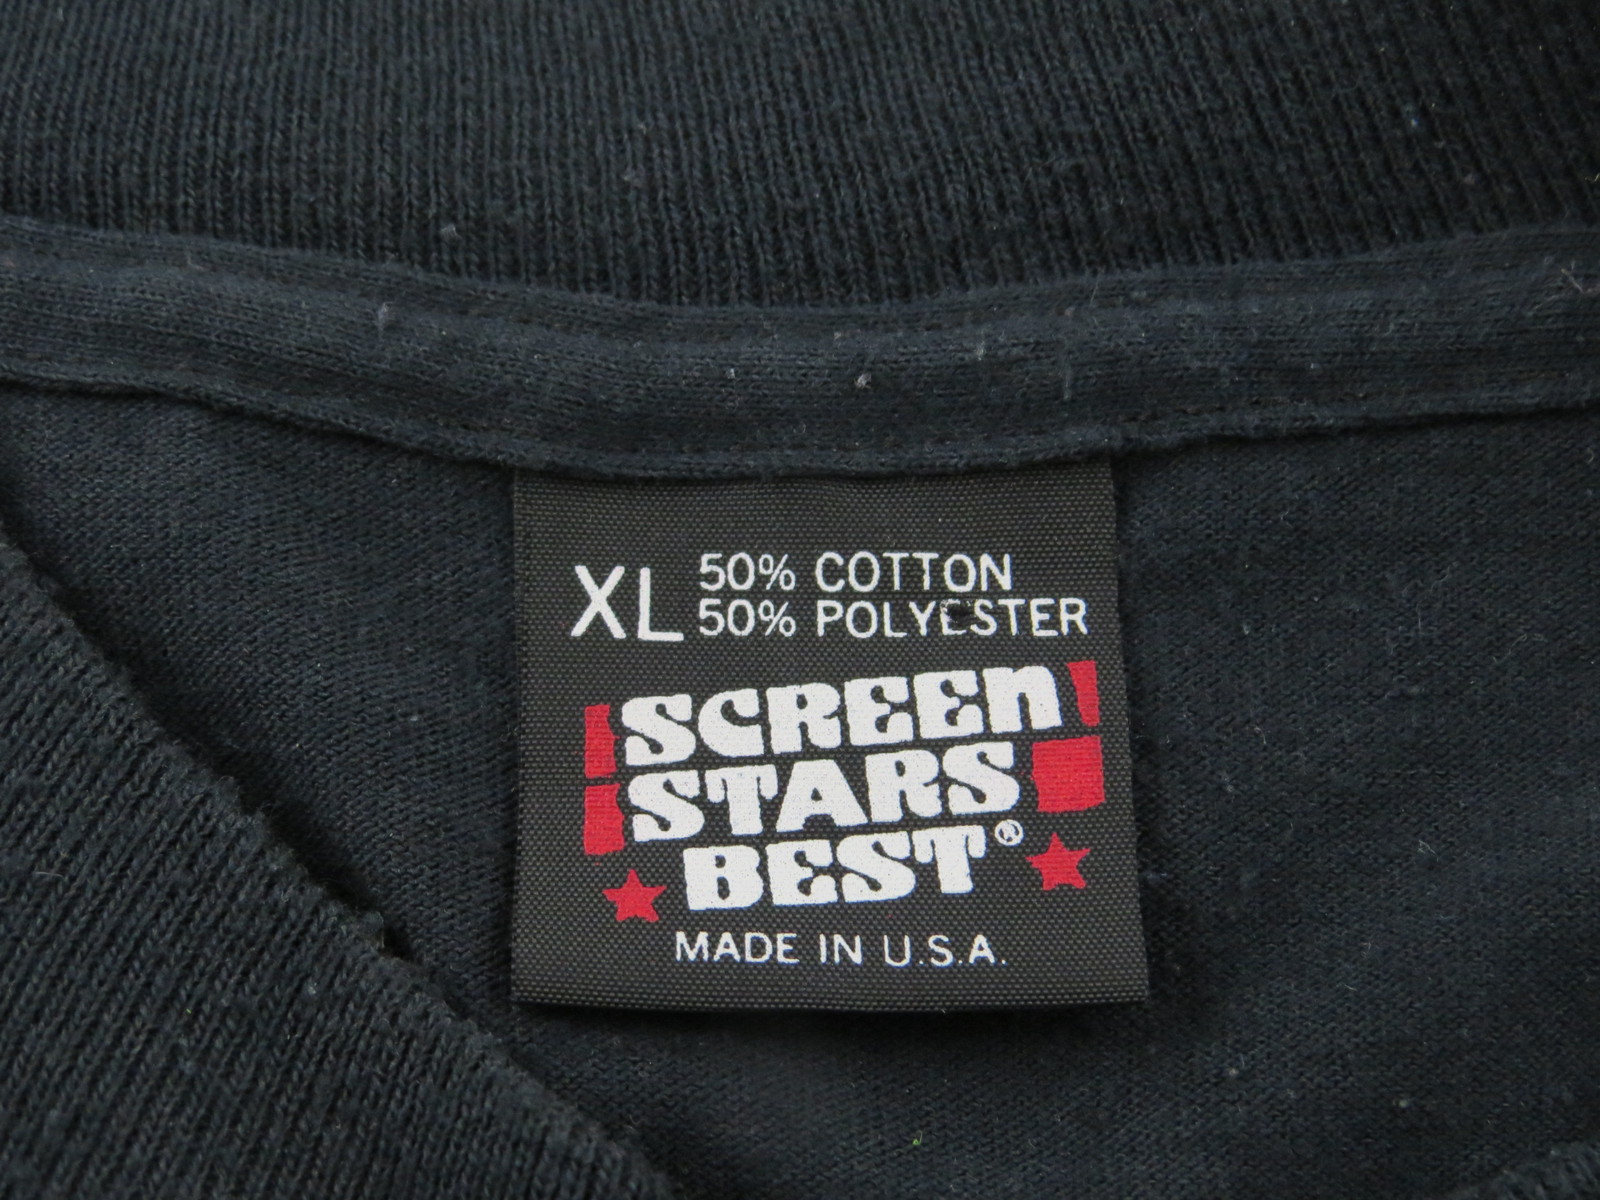 XL 50% COTTON
50% POLYESTER
SCREEN
STARS
BEST®
MADE IN U.S.A.